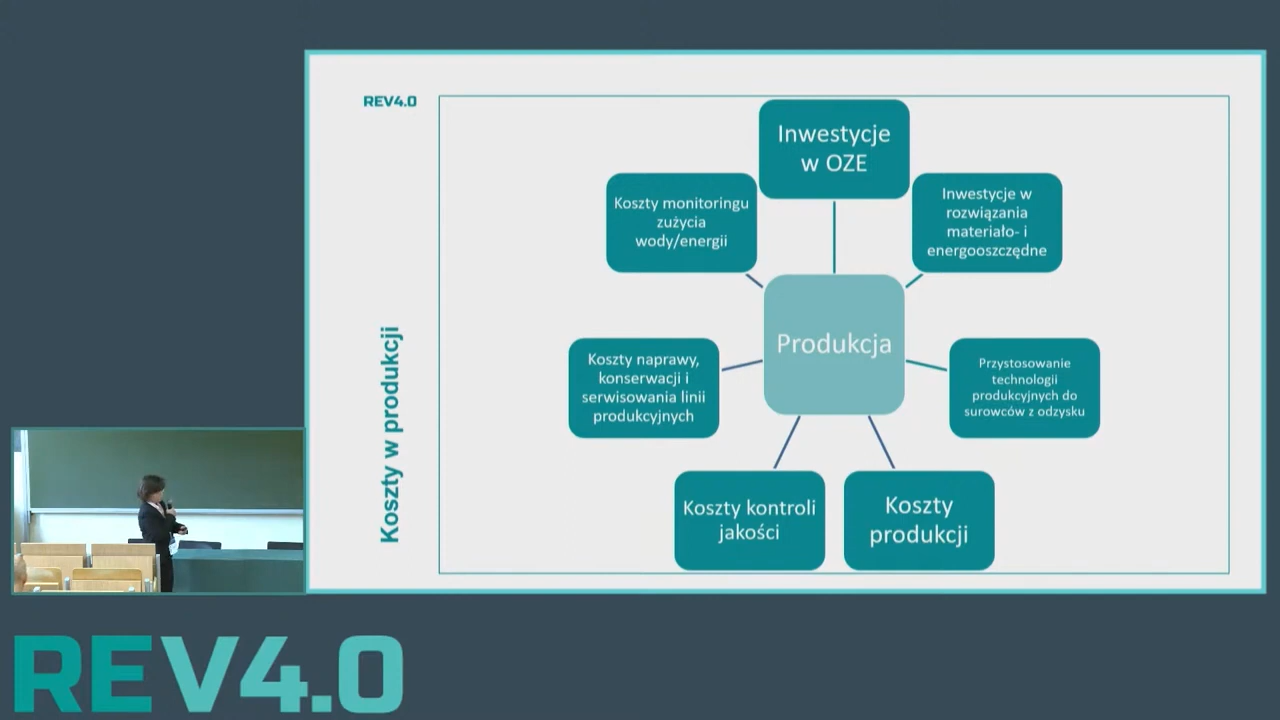 REV4.0
Koszty w produkcji
Inwestycje
w OZE
Inwestycje w
rozwiązania
materiało- i
energooszczędne
Przystosowanie
technologii
produkcyjnych do
surowców z odzysku
Koszty
produkcji
Koszty kontroli
jakości
Koszty naprawy,
konserwacji i
serwisowania linii
produkcyjnych
Koszty monitoringu
zużycia
wody/energii
Produkcja
REV4.0